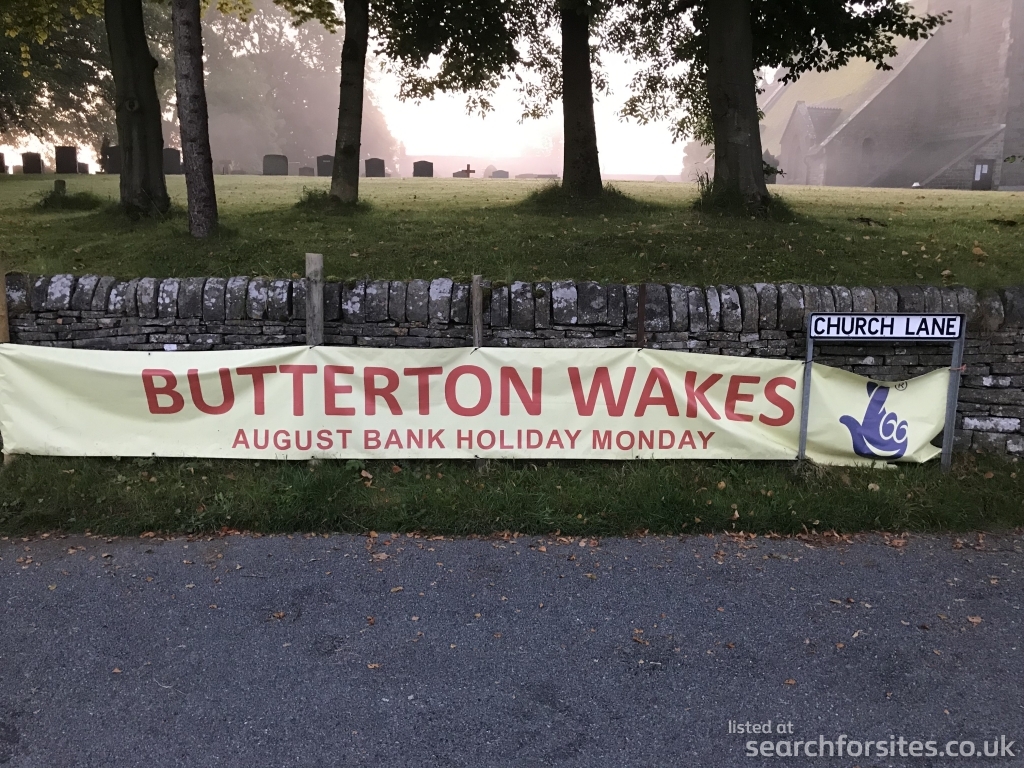 CHURCH LANE
BUTTERTON WAKES
AUGUST BANK HOLIDAY MONDAY
®
listed at
searchforsites.co.uk